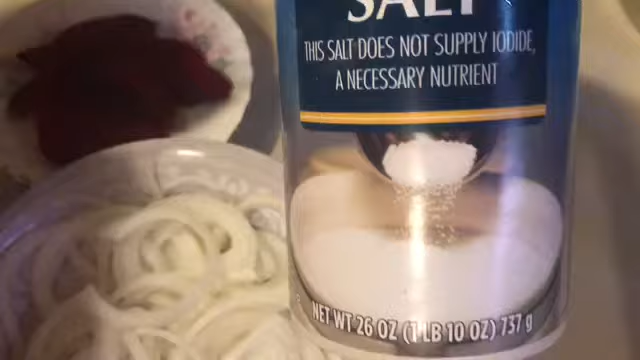 SALT
THIS SALT DOES NOT SUPPLY IODIDE,
A NECESSARY NUTRIENT
NET WT 26 OZ (1 LB 10 OZ) 737 g